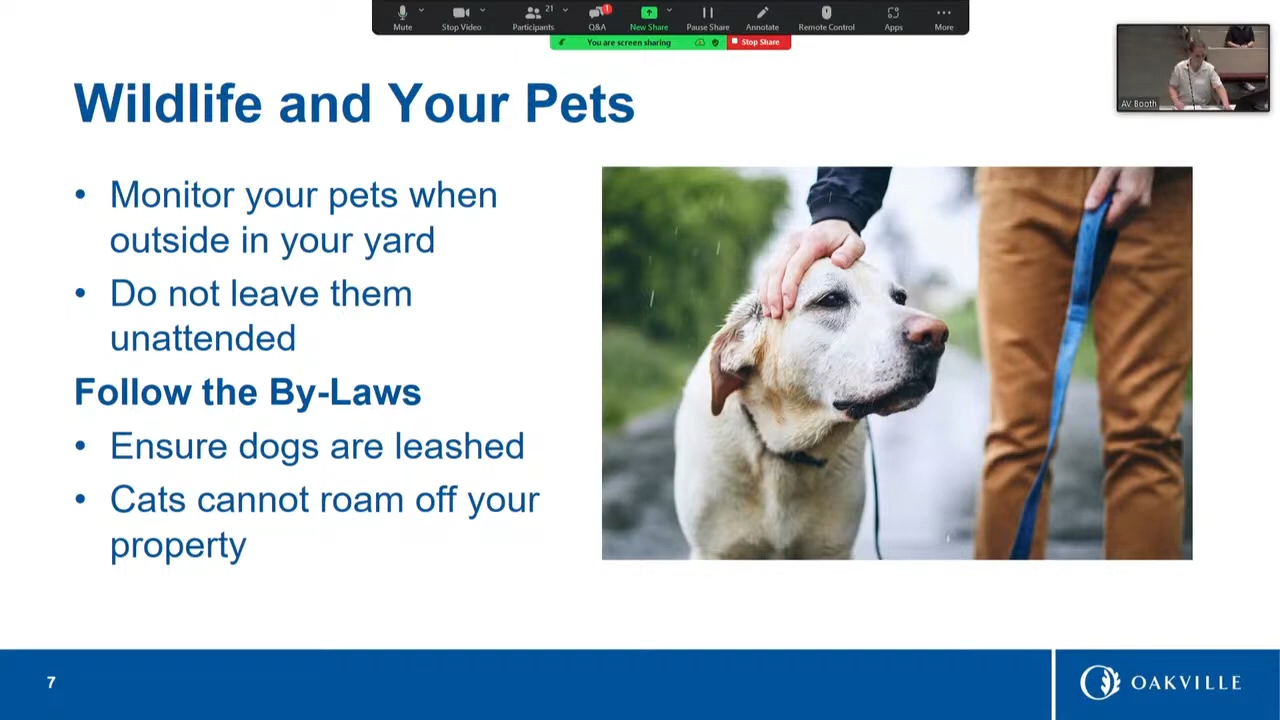 21
1
Mute
Stop Video
Participants
Q&A
New Share
Pause Share
Annotate
Remote Control
Apps
More
You are screen sharing
Stop Share
AV Booth
Wildlife and Your Pets
• Monitor your pets when
outside in your yard
• Do not leave them
unattended
Follow the By-Laws
• Ensure dogs are leashed
• Cats cannot roam off your
property
7
OAKVILLE